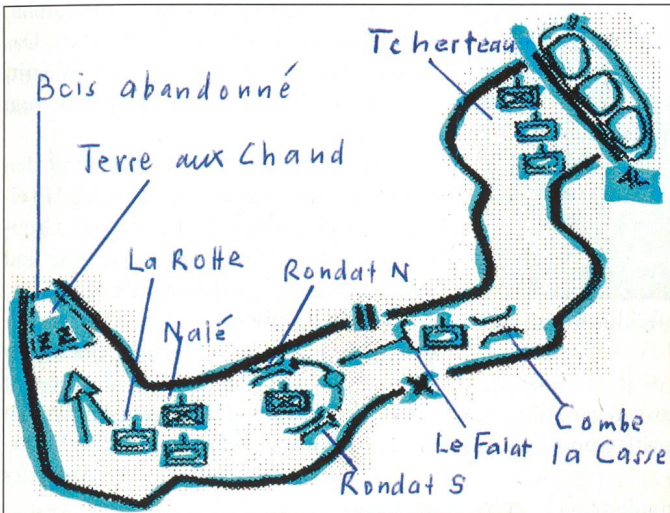 Tcherteau
Bois abandonné
Terre aux Chand
La Rotte
Rondat N
Nalé
Combe
la Casse
Le Faiat
Rondat S